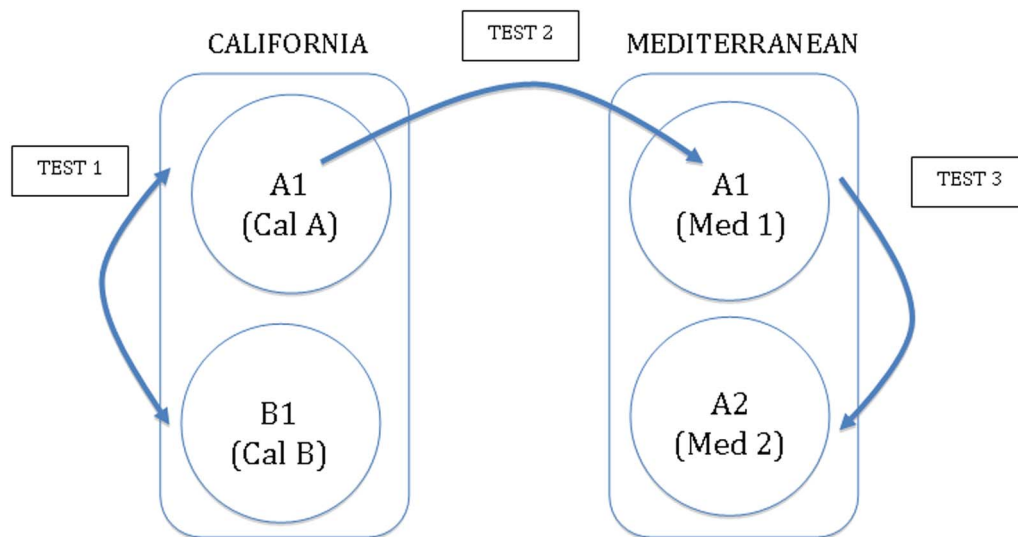 TEST 2
CALIFORNIA
MEDITERRANEAN
TEST 1
TEST 3
A1
(Cal A)
A1
(Med 1)
B1
(Cal B)
A2
(Med 2)